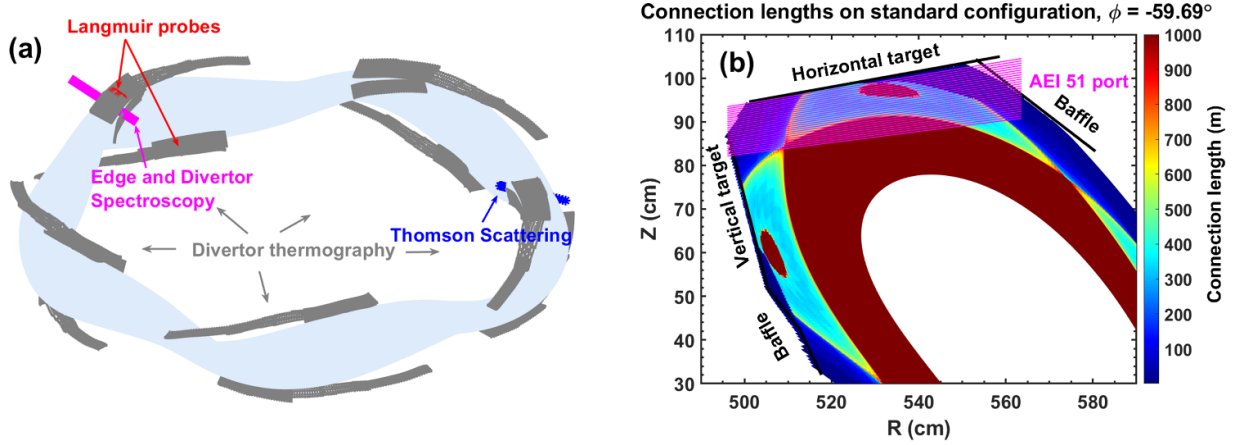 (a)
Langmuir probes
Edge and Divertor
Spectroscopy
Thomson Scattering
Divertor thermography
Connection lengths on standard configuration, ϕ = -59.69°
(b)
Horizontal target
AEI 51 port
Baffle
Vertical target
Baffle
110
100
90
80
70
60
50
40
30
Z (cm)
500
520
540
560
580
R (cm)
1000
900
800
700
600
500
400
300
200
100
Connection length (m)